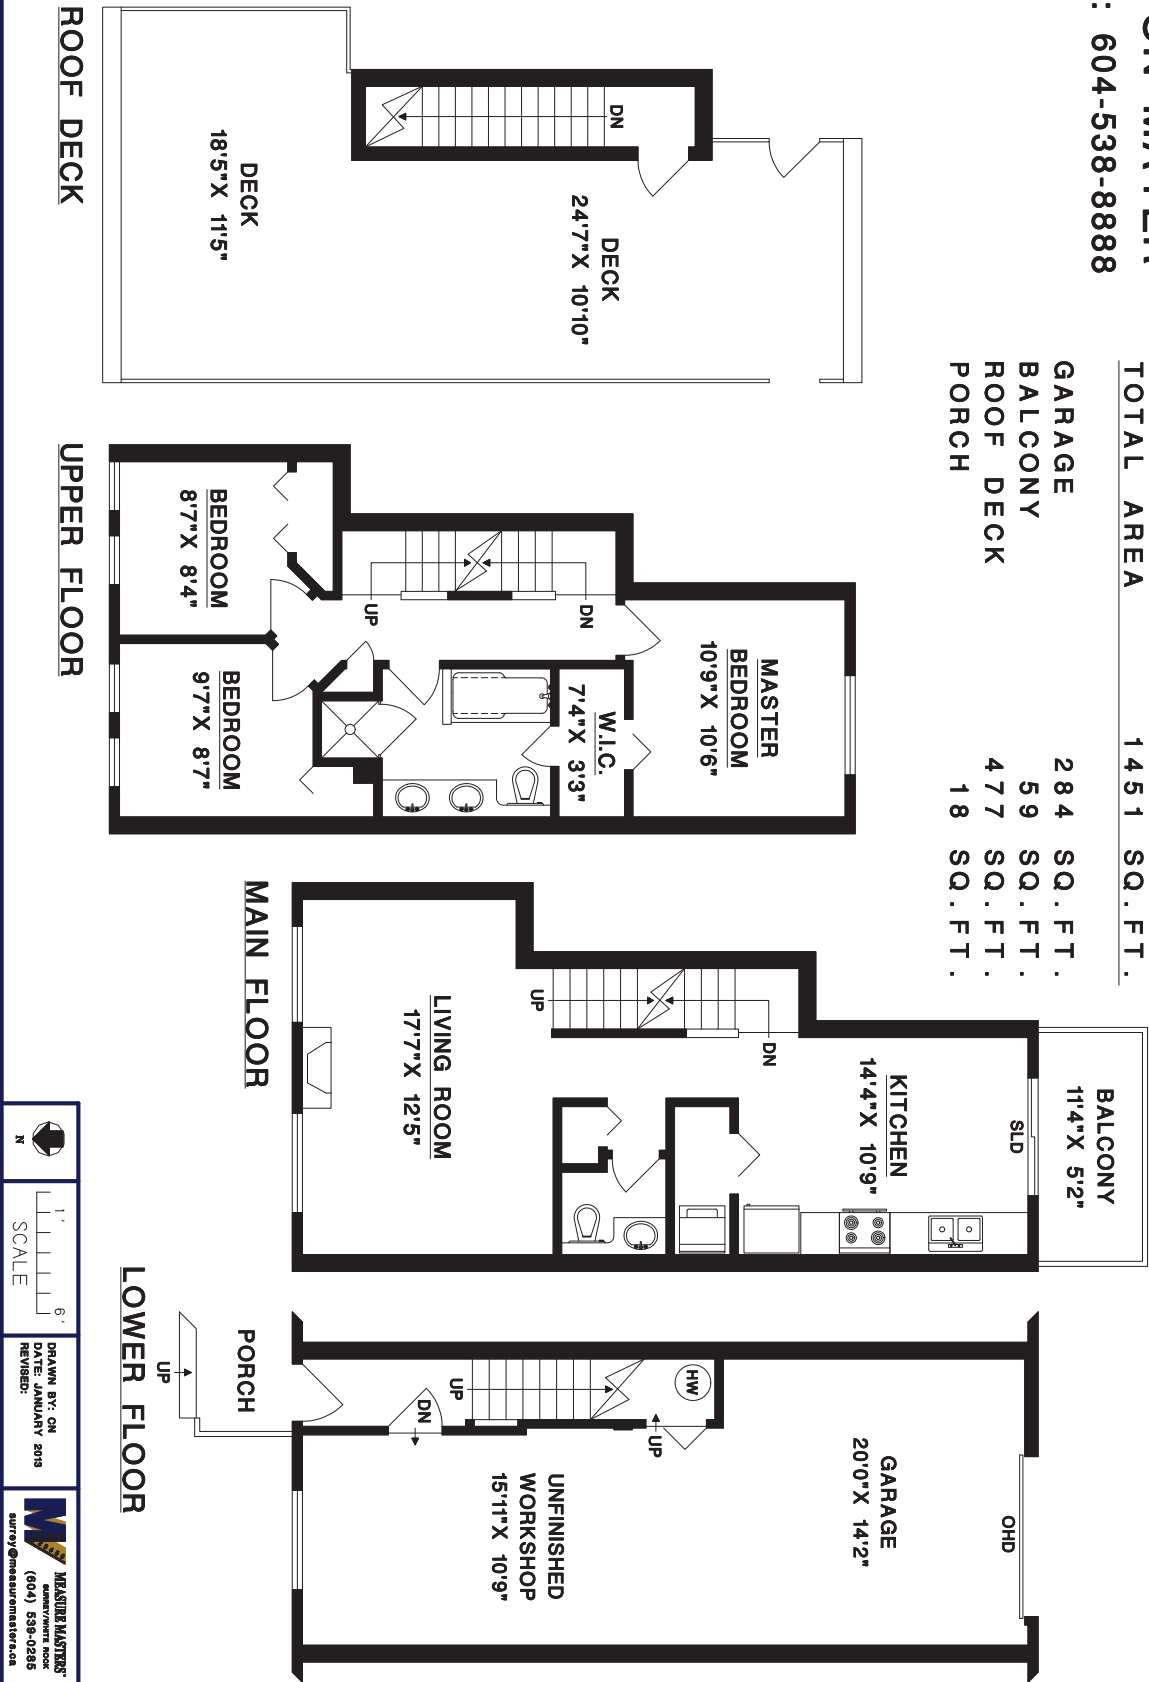 : 604-538-8888
TOTAL AREA 1451 SQ.FT.
GARAGE 284 SQ.FT.
BALCONY 59 SQ.FT.
ROOF DECK 477 SQ.FT.
PORCH 18 SQ.FT.
DN
DECK
24'7"X 10'10"
DECK
18'5"X 11'5"
ROOF DECK
MASTER
BEDROOM
10'9"X 10'6"
W.I.C.
7'4"X 3'3"
DN
UP
BEDROOM
8'7"X 8'4"
BEDROOM
9'7"X 8'7"
UPPER FLOOR
BALCONY
11'4"X 5'2"
SLD
KITCHEN
14'4"X 10'9"
DN
UP
LIVING ROOM
17'7"X 12'5"
MAIN FLOOR
OHD
GARAGE
20'0"X 14'2"
HW
UP
UP
DN
UNFINISHED
WORKSHOP
15'11"X 10'9"
PORCH
UP
LOWER FLOOR
N
1' 6'
SCALE
DRAWN BY: CN
DATE: JANUARY 2013
REVISED:
MEASURE MASTERS
SURREY/WHITE ROCK
(604) 539-0285
surrey@measuremasters.ca